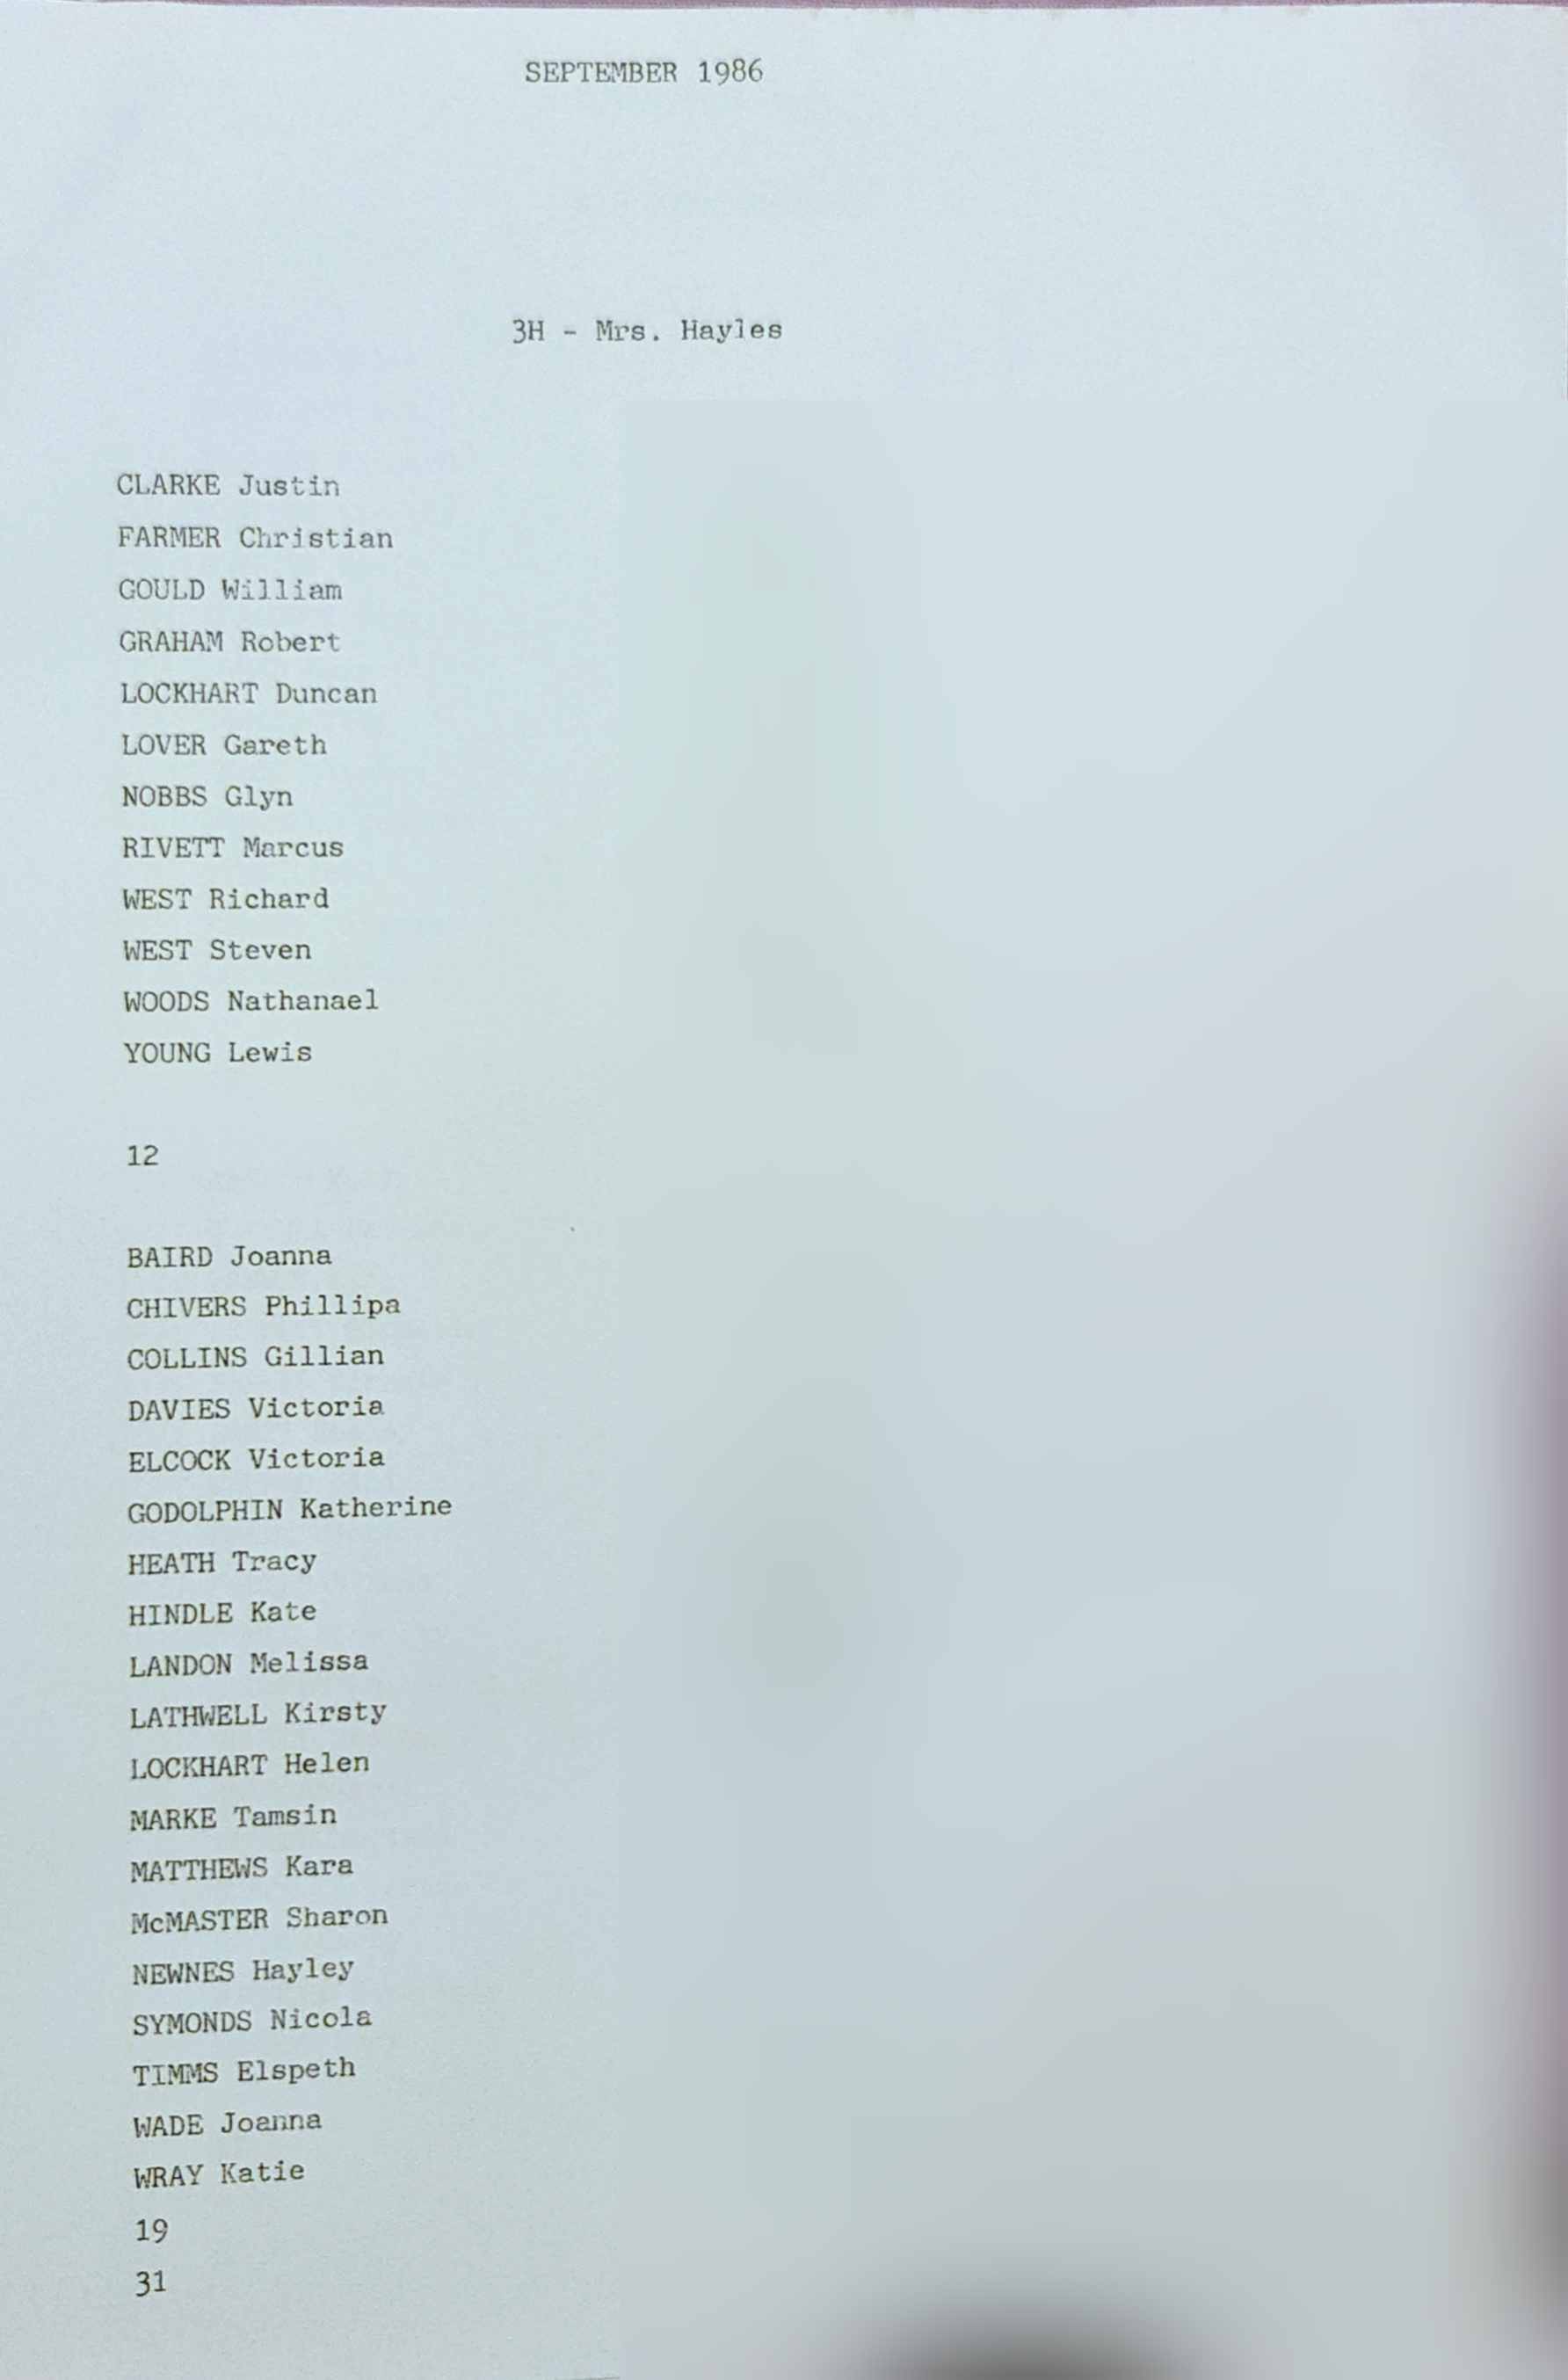 SEPTEMBER 1986
3H - Mrs. Hayles
CLARKE Justin
FARMER Christian
GOULD William
GRAHAM Robert
LOCKHART Duncan
LOVER Gareth
NOBBS Glyn
RIVETT Marcus
WEST Richard
WEST Steven
WOODS Nathanael
YOUNG Lewis
12
BAIRD Joanna
CHIVERS Phillipa
COLLINS Gillian
DAVIES Victoria
ELCOCK Victoria
GODOLPHIN Katherine
HEATH Tracy
HINDLE Kate
LANDON Melissa
LATHWELL Kirsty
LOCKHART Helen
MARKE Tamsin
MATTHEWS Kara
McMASTER Sharon
NEWNES Hayley
SYMONDS Nicola
TIMMS Elspeth
WADE Joanna
WRAY Katie
19
31